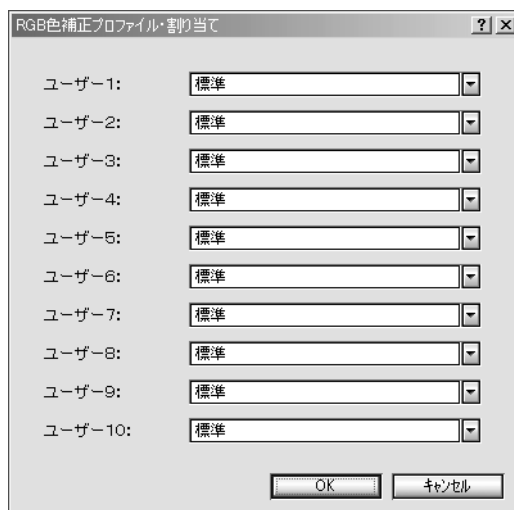 RGB色補正プロファイル・割り当て
ユーザー1: 標準
ユーザー2: 標準
ユーザー3: 標準
ユーザー4: 標準
ユーザー5: 標準
ユーザー6: 標準
ユーザー7: 標準
ユーザー8: 標準
ユーザー9: 標準
ユーザー10: 標準
OK キャンセル